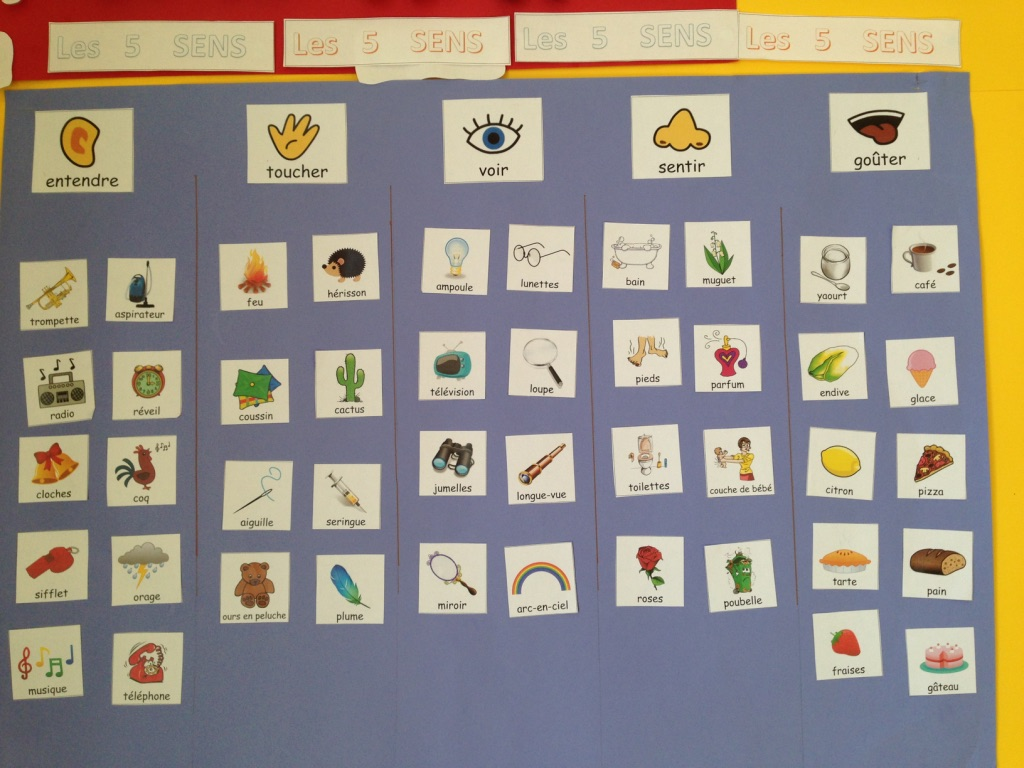 Les 5 SENS
Les 5 SENS
Les 5 SENS
Les 5 SENS
entendre
toucher
voir
sentir
goûter
trompette
aspirateur
radio
réveil
cloches
coq
sifflet
orage
musique
téléphone
feu
hérisson
coussin
cactus
aiguille
seringue
ours en peluche
plume
ampoule
lunettes
télévision
loupe
jumelles
longue-vue
miroir
arc-en-ciel
bain
muguet
pieds
parfum
toilettes
couche de bébé
roses
poubelle
yaourt
café
endive
glace
citron
pizza
tarte
pain
fraises
gâteau